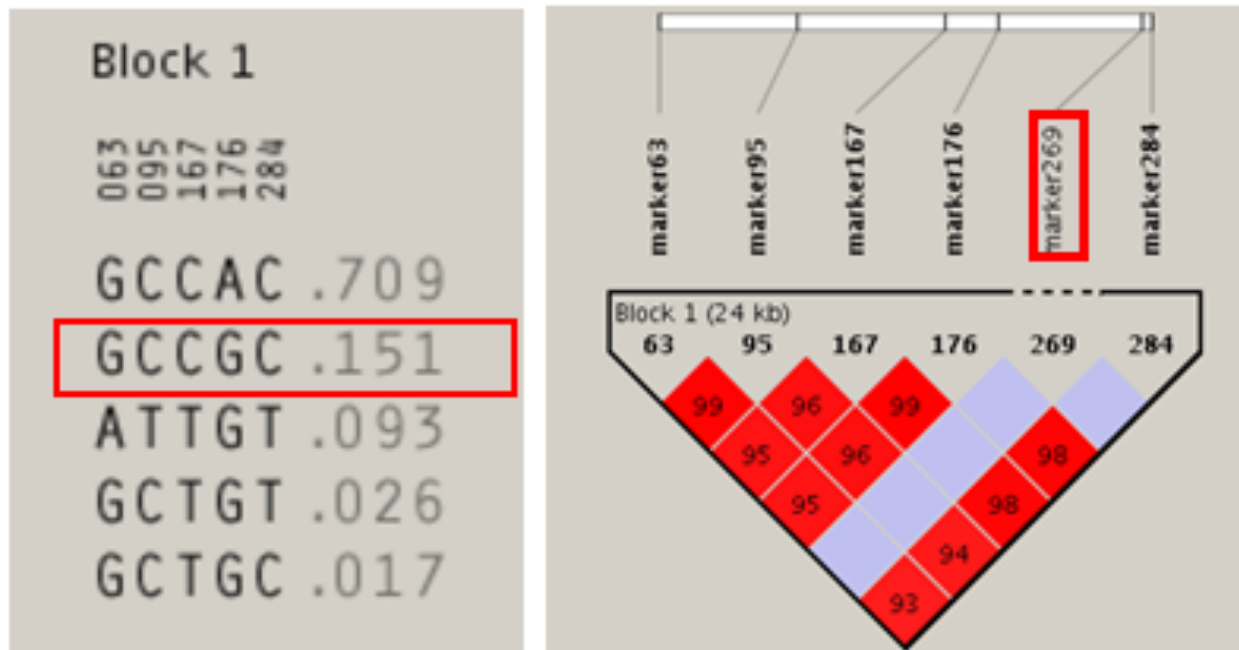 Block 1
063
095
167
176
284
GCCAC .709
GCCGC .151
ATTGT .093
GCTGT .026
GCTGC .017
marker63
marker95
marker167
marker176
marker269
marker284
Block 1 (24 kb)
63 95 167 176 269 284
99 96 99
95 96 98
95 98
94
93